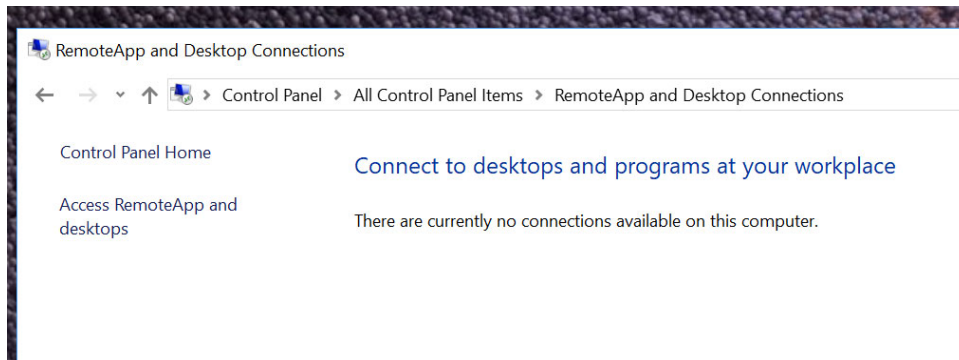 RemoteApp and Desktop Connections
Control Panel > All Control Panel Items > RemoteApp and Desktop Connections
Control Panel Home
Access RemoteApp and
desktops
Connect to desktops and programs at your workplace
There are currently no connections available on this computer.